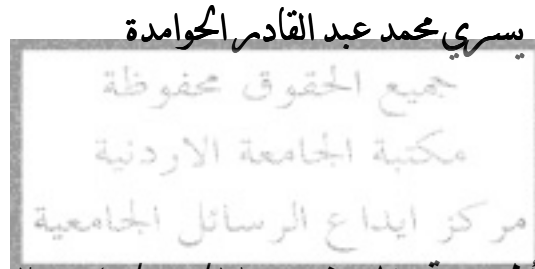 يسري محمد عبد القادر الحوامدة
جميع الحقوق محفوظة
مكتبة الجامعة الاردنية
مركز ايداع الرسائل الجامعية